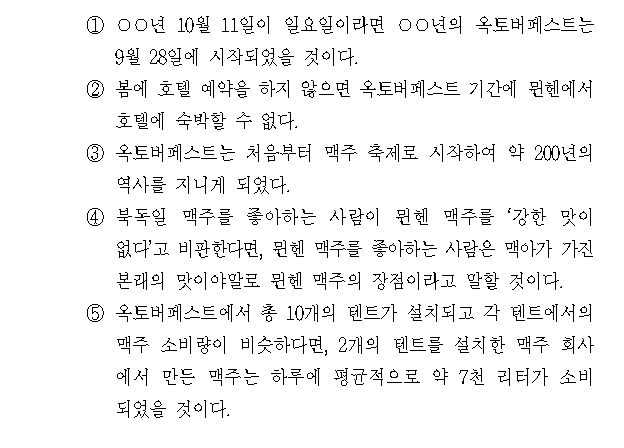 ① ○○년 10월 11일이 일요일이라면 ○○년의 옥토버페스트는
9월 28일에 시작되었을 것이다.
② 봄에 호텔 예약을 하지 않으면 옥토버페스트 기간에 뮌헨에서
호텔에 숙박할 수 없다.
③ 옥토버페스트는 처음부터 맥주 축제로 시작하여 약 200년의
역사를 지니게 되었다.
④ 북독일 맥주를 좋아하는 사람이 뮌헨 맥주를 ‘강한 맛이
없다’고 비판한다면, 뮌헨 맥주를 좋아하는 사람은 맥아가 가진
본래의 맛이야말로 뮌헨 맥주의 장점이라고 말할 것이다.
⑤ 옥토버페스트에서 총 10개의 텐트가 설치되고 각 텐트에서의
맥주 소비량이 비슷하다면, 2개의 텐트를 설치한 맥주 회사
에서 만든 맥주는 하루에 평균적으로 약 7천 리터가 소비
되었을 것이다.